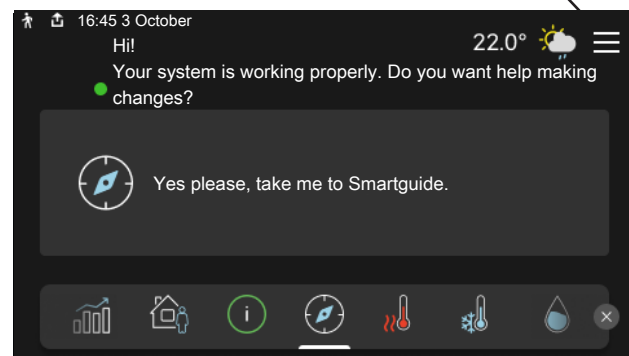 16:45 3 October
Hi!
22.0°
Your system is working properly. Do you want help making
changes?
Yes please, take me to Smartguide.
i